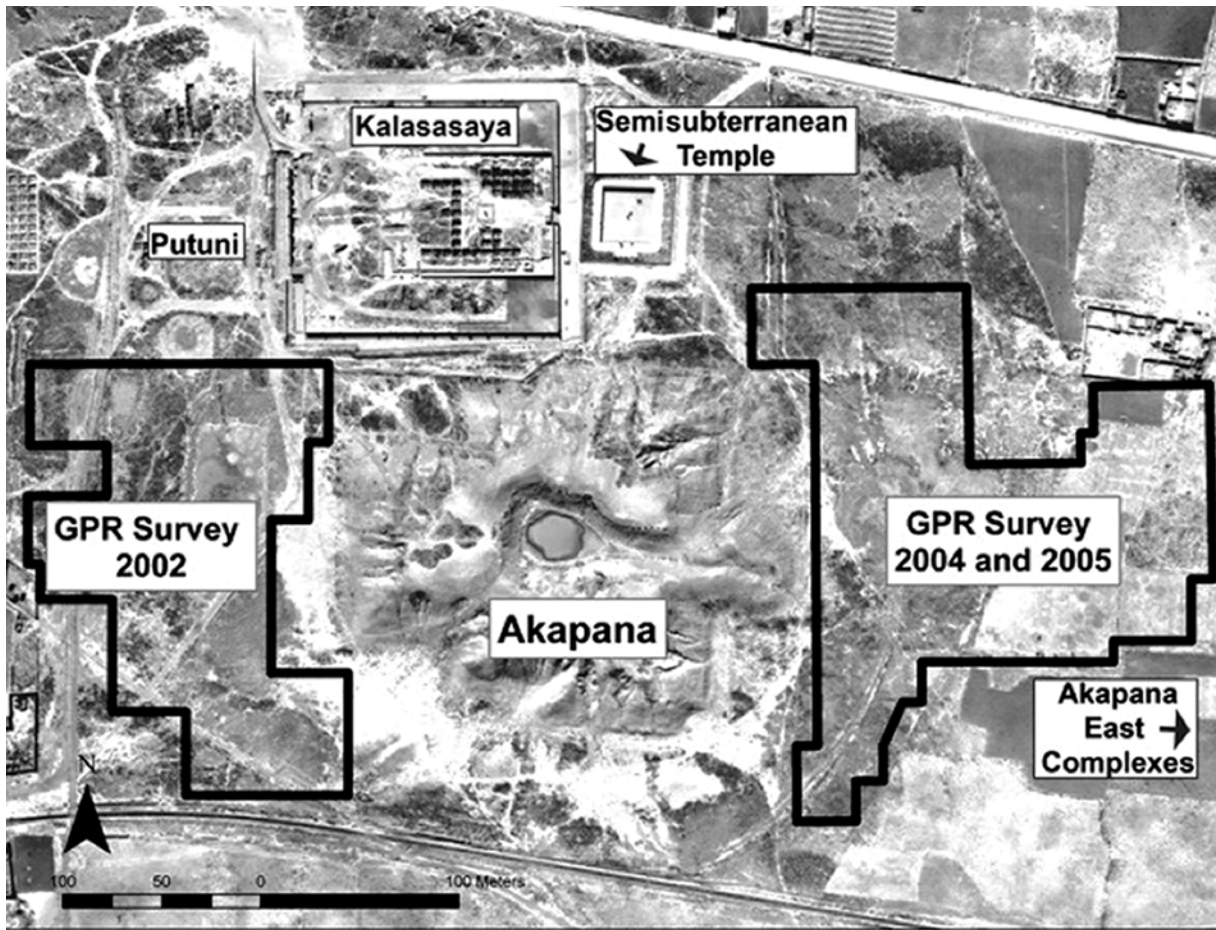 Kalasasaya
Semisubterranean
Temple
Putuni
GPR Survey
2002
GPR Survey
2004 and 2005
Akapana
Akapana
East
Complexes
N
100 50 0 100 Meters